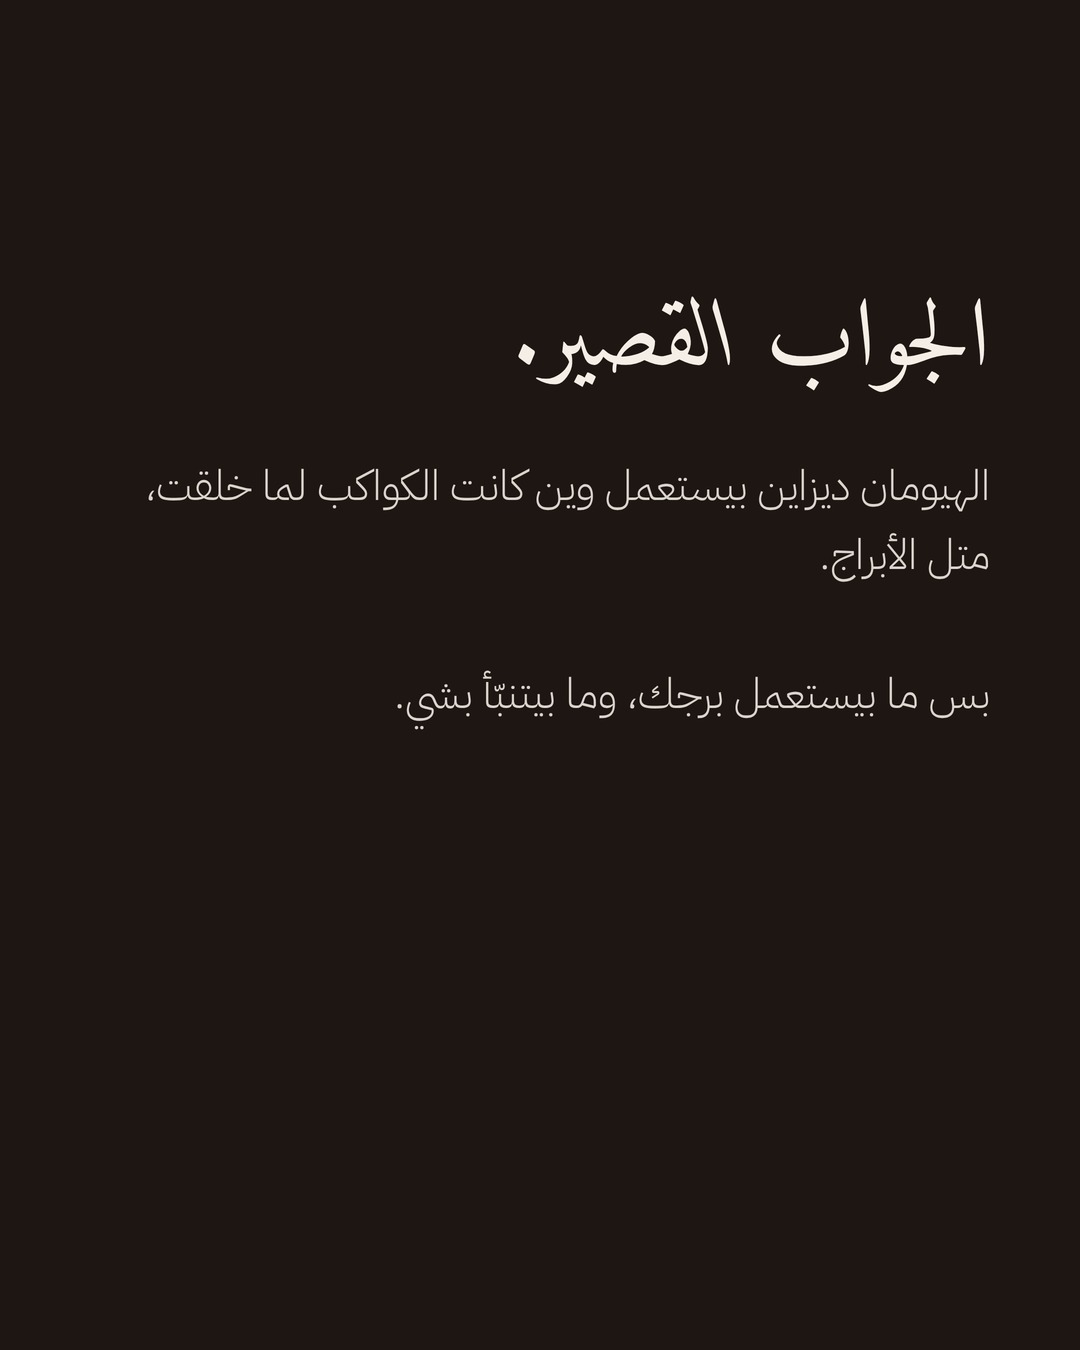 الجواب القصير.
الهيومان ديزاين بيستعمل وين كانت الكواكب لما خلقت،
متل الأبراج.
بس ما بيستعمل برجك، وما بيتنبّأ بشي.